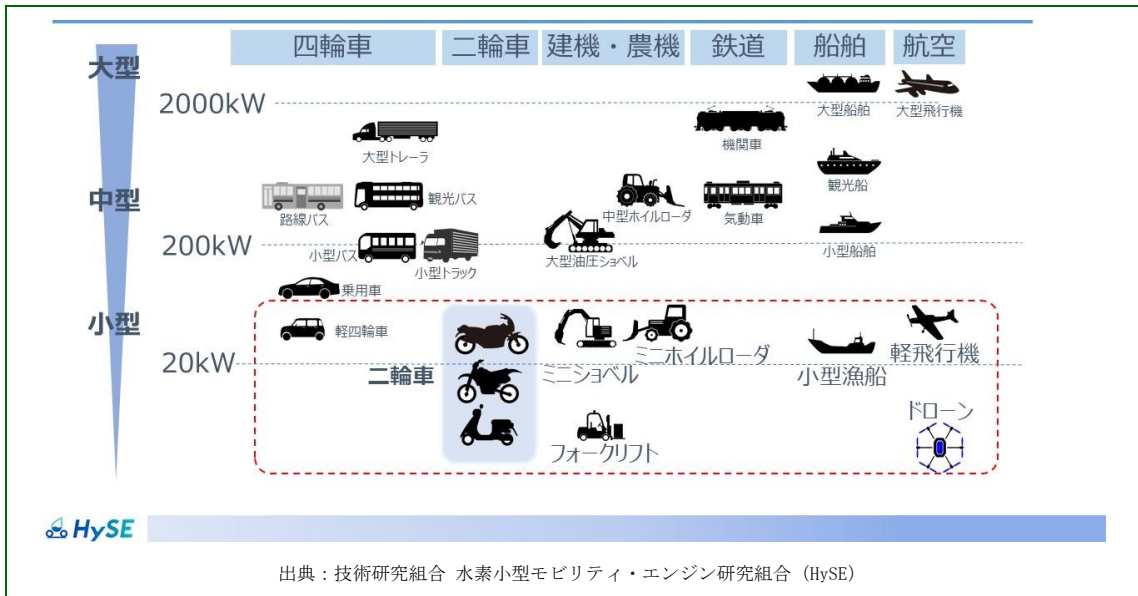 四輪車 二輪車 建機・農機 鉄道 船舶 航空
大型
2000kW
大型船舶
大型飛行機
大型トレーラ
機関車
中型
路線バス
観光バス
中型ホイルローダ
気動車
観光船
200kW
小型バス
小型トラック
大型油圧ショベル
小型船舶
乗用車
小型
軽四輪車
20kW
二輪車
ミニショベル
ミニホイルローダ
小型漁船
軽飛行機
フォークリフト
ドローン
HySE
出典：技術研究組合 水素小型モビリティ・エンジン研究組合 (HySE)